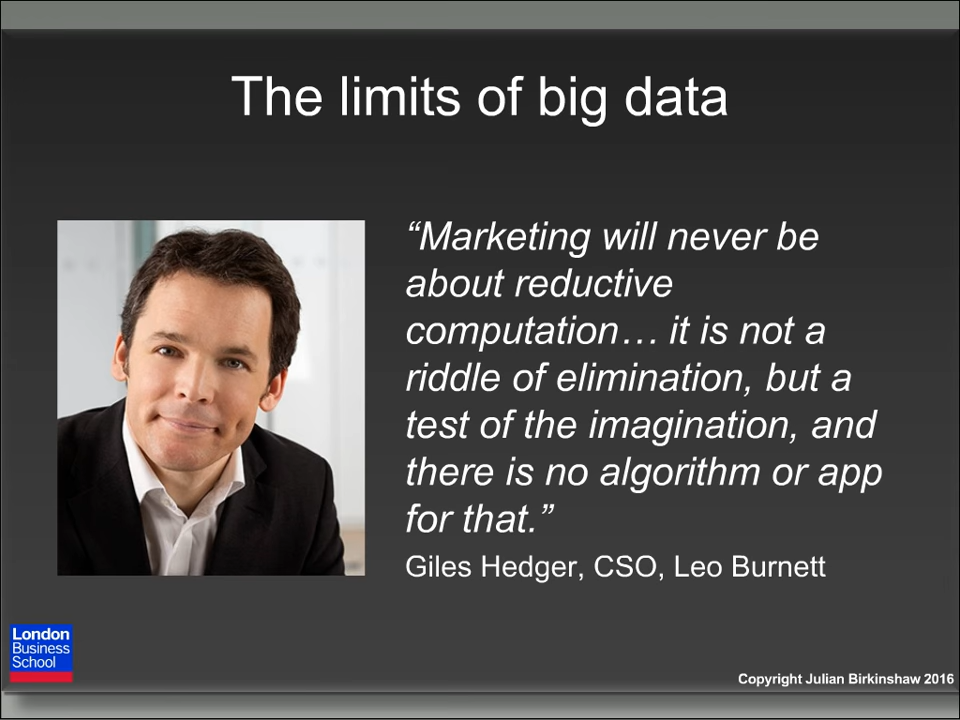 The limits of big data
“Marketing will never be
about reductive
computation… it is not a
riddle of elimination, but a
test of the imagination, and
there is no algorithm or app
for that.”
Giles Hedger, CSO, Leo Burnett
London
Business
School
Copyright Julian Birkinshaw 2016